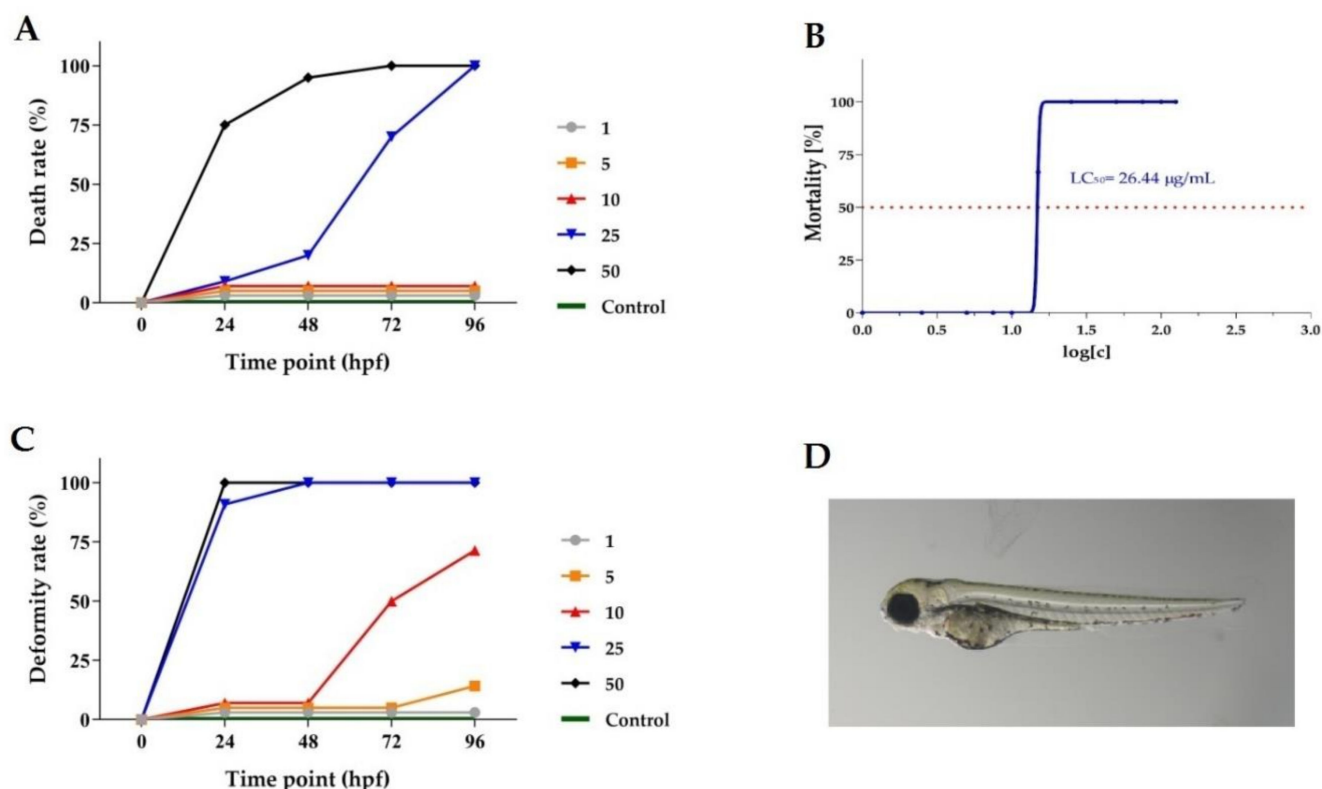 A
Death rate (%)
100
75
50
25
0
0 24 48 72 96
Time point (hpf)
1
5
10
25
50
Control
B
Mortality [%]
100
75
50
25
0
LC₅₀= 26.44 µg/mL
0.0 0.5 1.0 1.5 2.0 2.5 3.0
log[c]
C
Deformity rate (%)
100
75
50
25
0
0 24 48 72 96
Time point (hpf)
1
5
10
25
50
Control
D